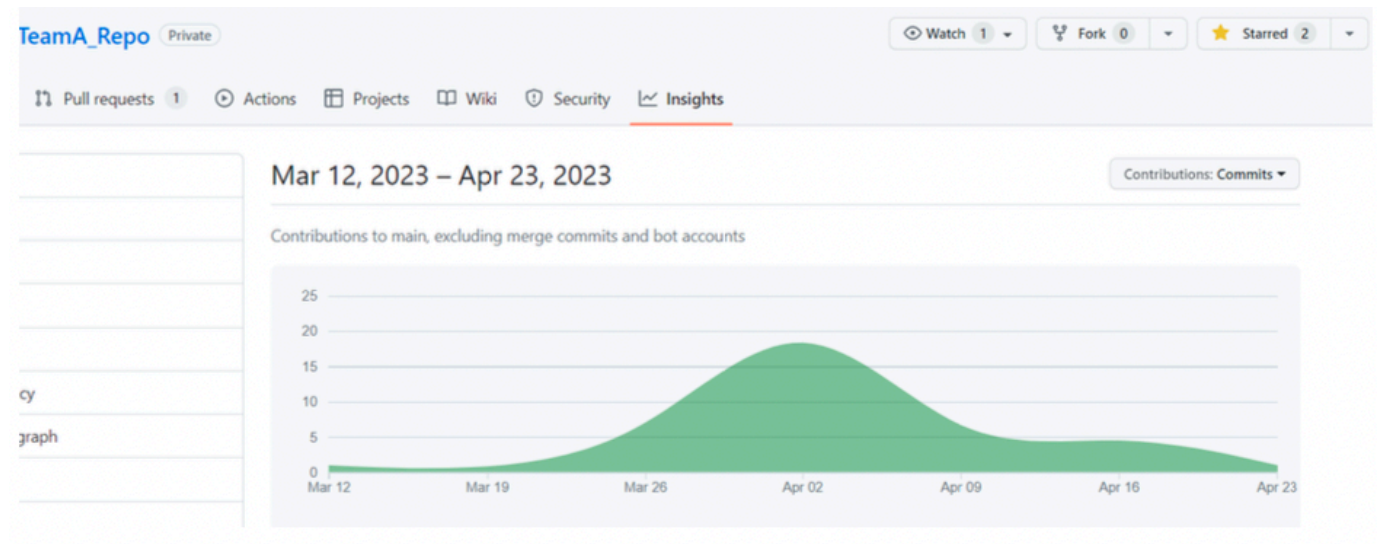 TeamA_Repo Private
Watch 1 Fork 0 Starred 2
Pull requests 1 Actions Projects Wiki Security Insights
Mar 12, 2023 – Apr 23, 2023
Contributions: Commits
Contributions to main, excluding merge commits and bot accounts
25
20
15
cy
10
graph
5
0
Mar 12 Mar 19 Mar 26 Apr 02 Apr 09 Apr 16 Apr 23